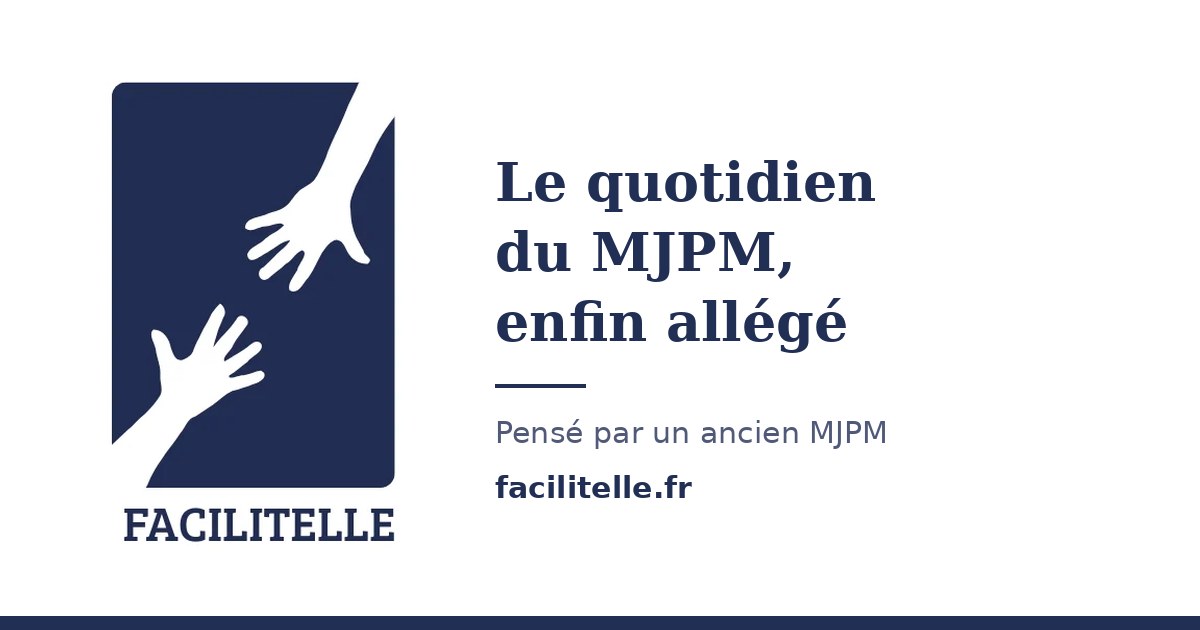 FACILITELLE
Le quotidien
du MJPM,
enfin allégé
Pensé par un ancien MJPM
facilitelle.fr